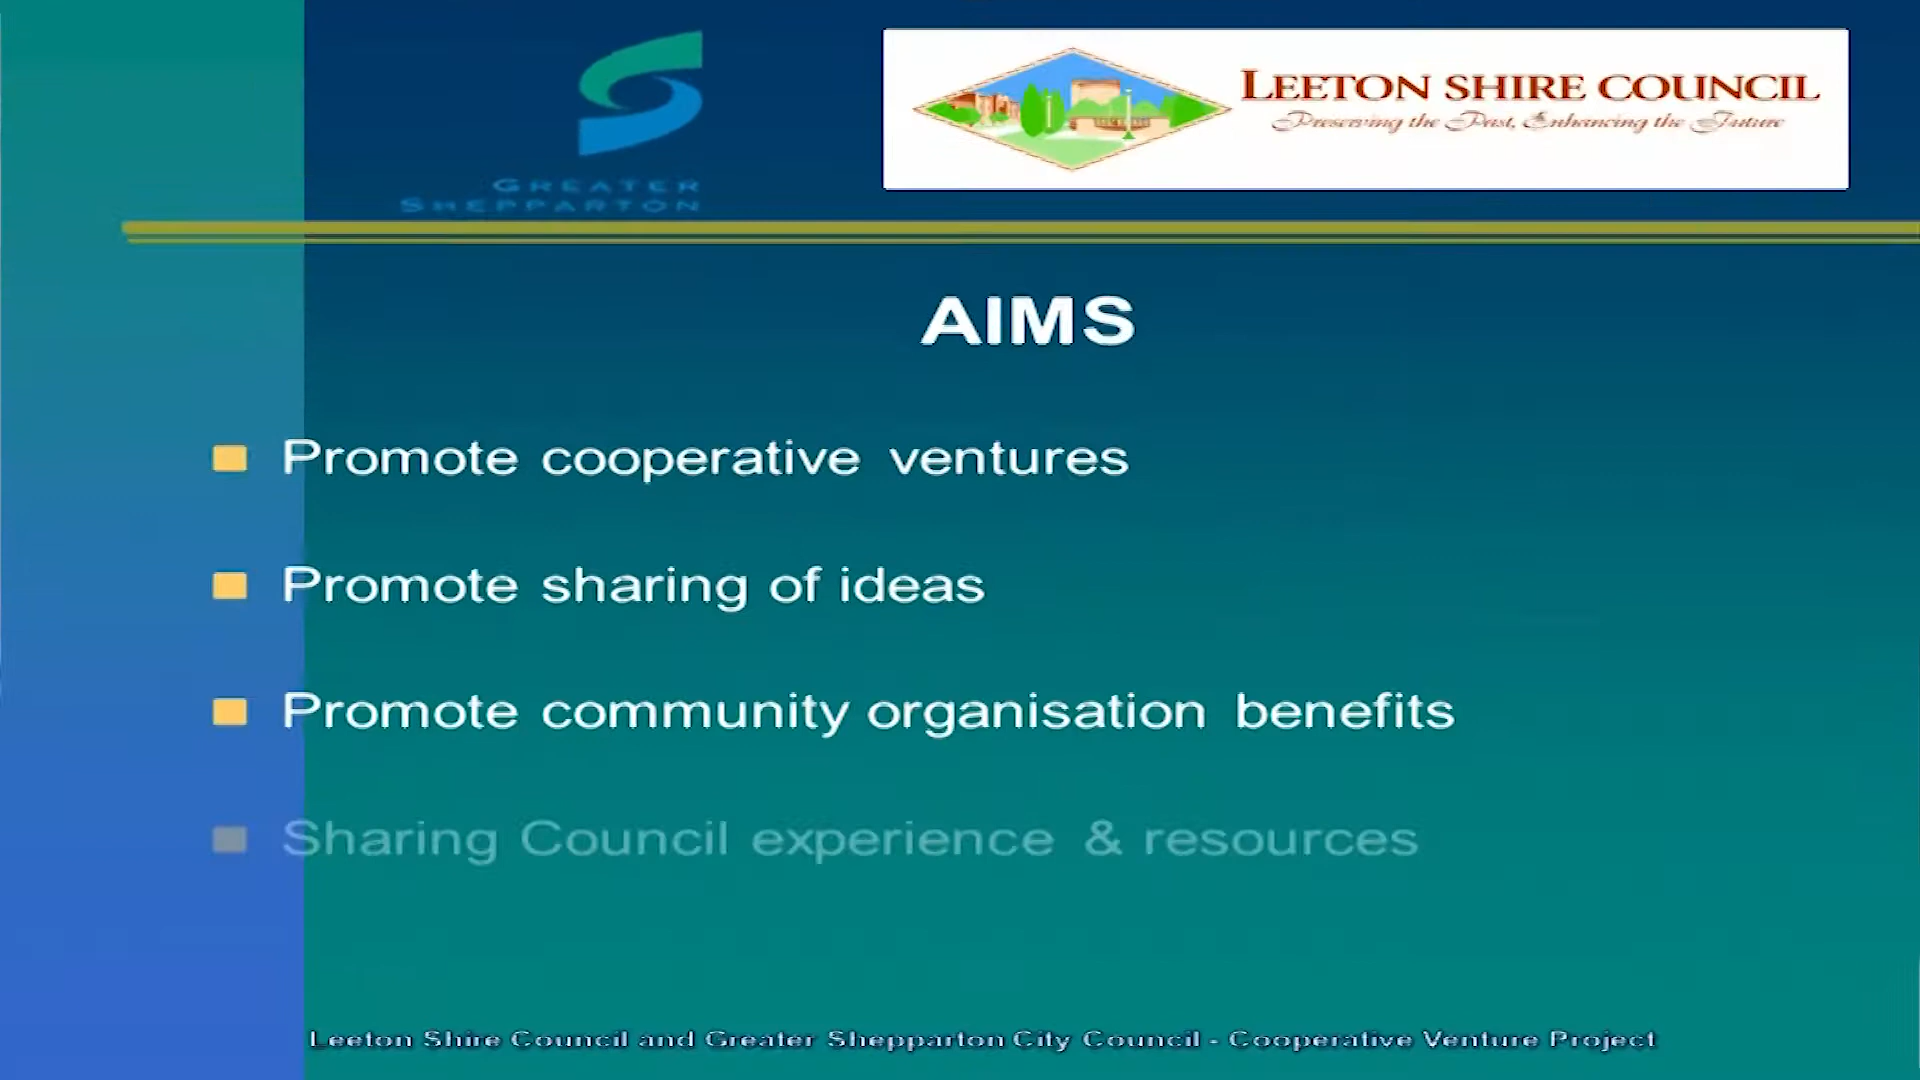 GREATER
SHEPPARTON
LEETON SHIRE COUNCIL
Preserving the Past, Enhancing the Future
AIMS
Promote cooperative ventures
Promote sharing of ideas
Promote community organisation benefits
Sharing Council experience & resources
Leeton Shire Council and Greater Shepparton City Council - Cooperative Venture Project